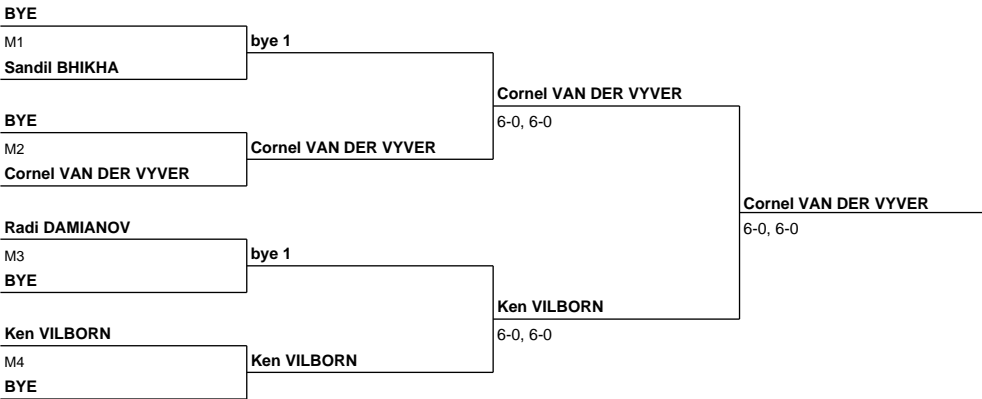 BYE
M1
Sandil BHIKHA
bye 1
BYE
M2
Cornel VAN DER VYVER
Cornel VAN DER VYVER
Cornel VAN DER VYVER
6-0, 6-0
Radi DAMIANOV
M3
BYE
bye 1
Ken VILBORN
M4
BYE
Ken VILBORN
Ken VILBORN
6-0, 6-0
Cornel VAN DER VYVER
6-0, 6-0